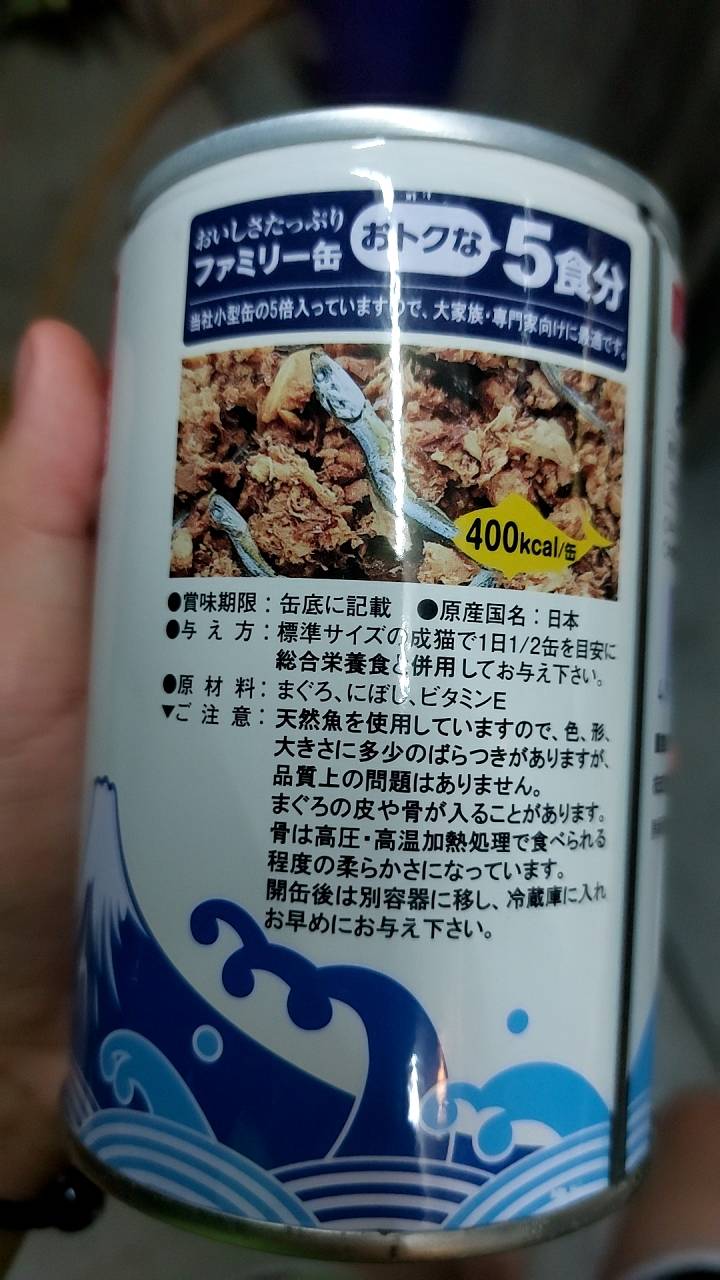 おいしさたっぷり
ファミリー缶
おトクな
5食分
当社小型缶の5倍入っていますので、大家族・専門家向けに最適です。
400kcal/缶
●賞味期限：缶底に記載 ●原産国名：日本
●与え方：標準サイズの成猫で1日1/2缶を目安に
総合栄養食と併用してお与え下さい。
●原材料：まぐろ、にぼし、ビタミンE
▼ご注意：天然魚を使用していますので、色、形、
大きさに多少のばらつきがありますが、
品質上の問題はありません。
まぐろの皮や骨が入ることがあります。
骨は高圧・高温加熱処理で食べられる
程度の柔らかさになっています。
開缶後は別容器に移し、冷蔵庫に入れ
お早めにお与え下さい。